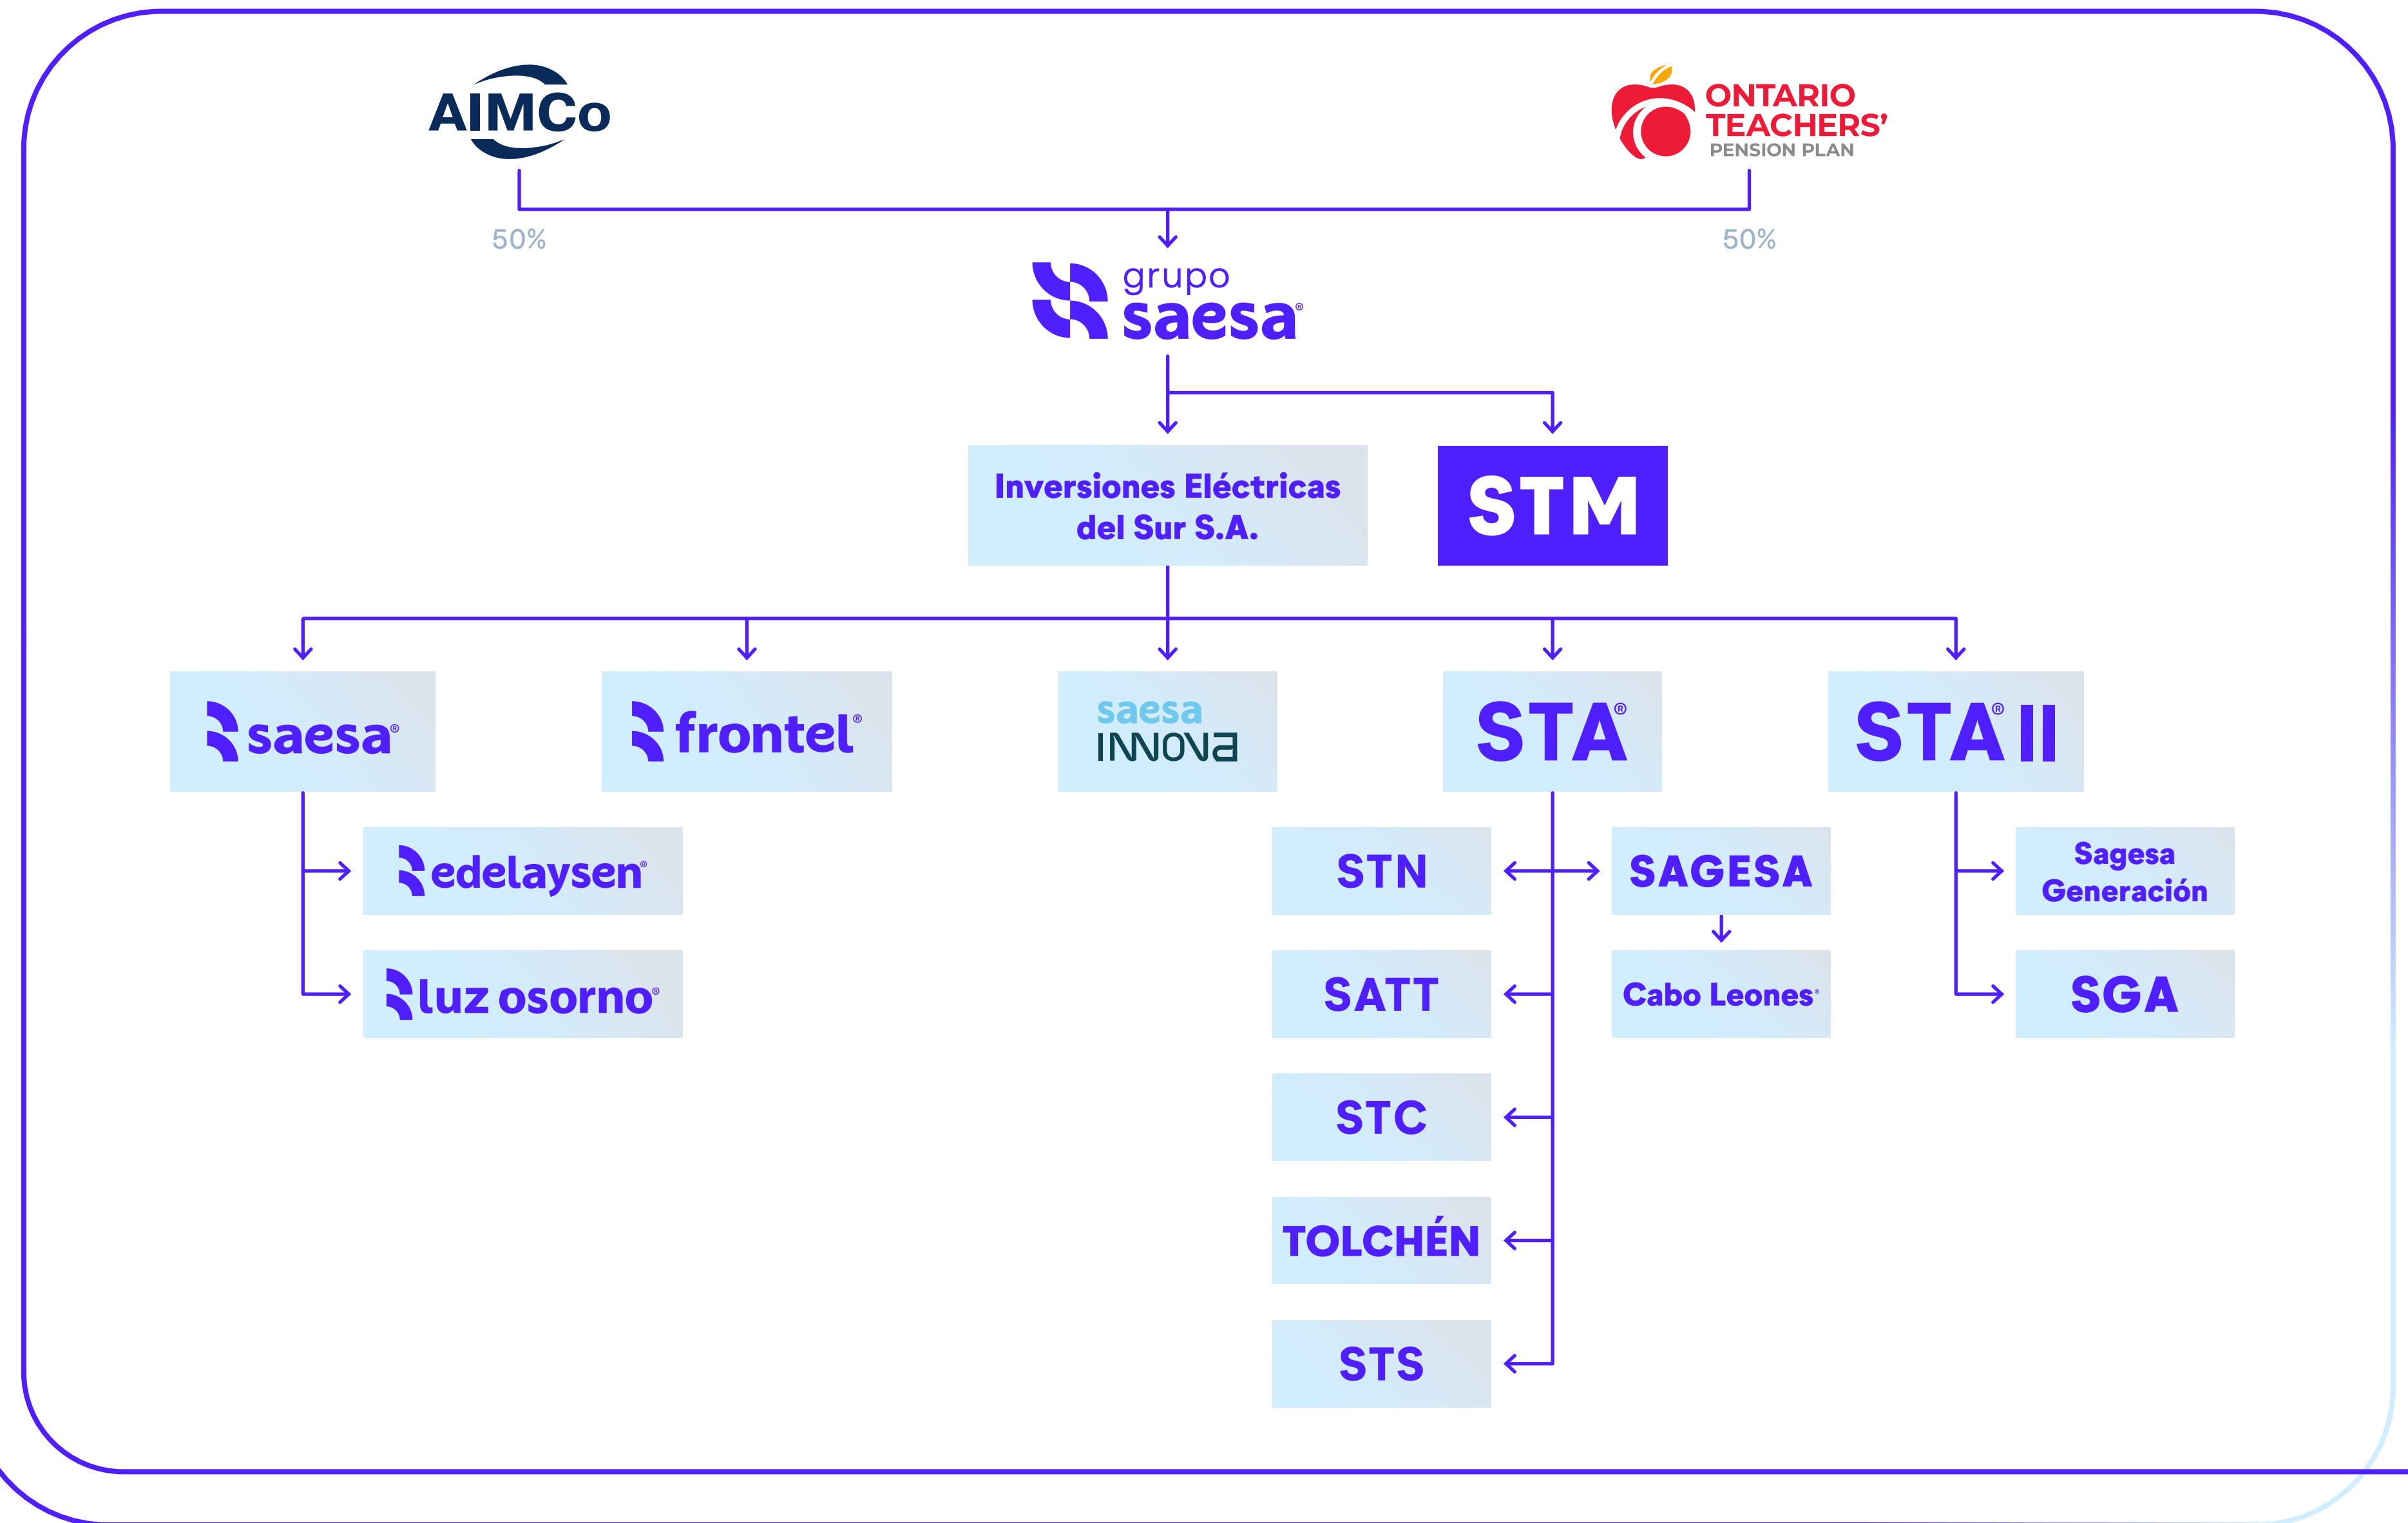 AIMCo
ONTARIO
TEACHERS'
PENSION PLAN
50%
50%
grupo
saesa®
Inversiones Eléctricas
del Sur S.A.
STM
saesa®
frontel®
saesa
INNOVa
STA®
STA® II
edelaysen®
STN
SAGESA
Sagesa
Generación
luz osorno®
SATT
Cabo Leones®
SGA
STC
TOLCHÉN
STS